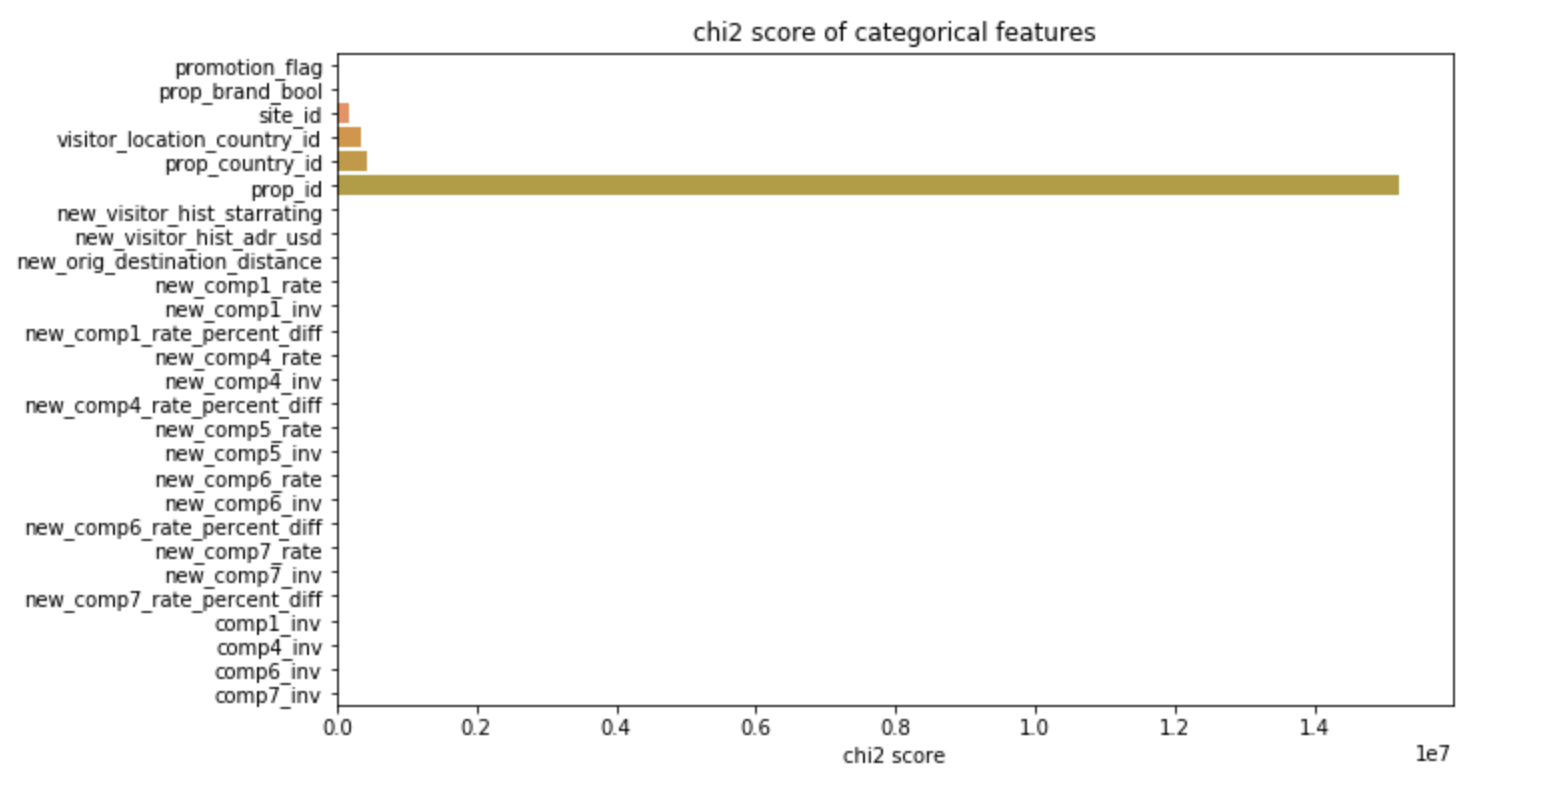 chi2 score of categorical features
promotion_flag
prop_brand_bool
site_id
visitor_location_country_id
prop_country_id
prop_id
new_visitor_hist_starrating
new_visitor_hist_adr_usd
new_orig_destination_distance
new_comp1_rate
new_comp1_inv
new_comp1_rate_percent_diff
new_comp4_rate
new_comp4_inv
new_comp4_rate_percent_diff
new_comp5_rate
new_comp5_inv
new_comp6_rate
new_comp6_inv
new_comp6_rate_percent_diff
new_comp7_rate
new_comp7_inv
new_comp7_rate_percent_diff
comp1_inv
comp4_inv
comp6_inv
comp7_inv
0.0 0.2 0.4 0.6 0.8 1.0 1.2 1.4
chi2 score
1e7